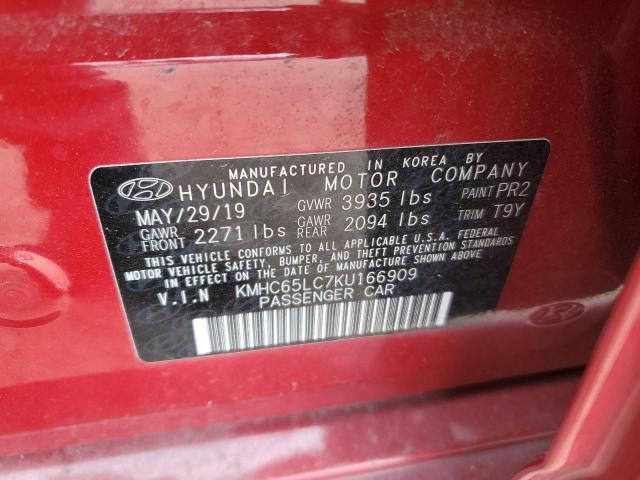 MANUFACTURED IN KOREA BY
HYUNDAI MOTOR COMPANY
MAY/29/19 GVWR 3935 lbs PAINT PR2
GAWR FRONT 2271 lbs GAWR REAR 2094 lbs TRIM T9Y
THIS VEHICLE CONFORMS TO ALL APPLICABLE U.S.A. FEDERAL
MOTOR VEHICLE SAFETY, BUMPER, AND THEFT PREVENTION STANDARDS
IN EFFECT ON THE DATE OF MANUFACTURE SHOWN ABOVE.
V.I.N KMHC65LC7KU166909
PASSENGER CAR